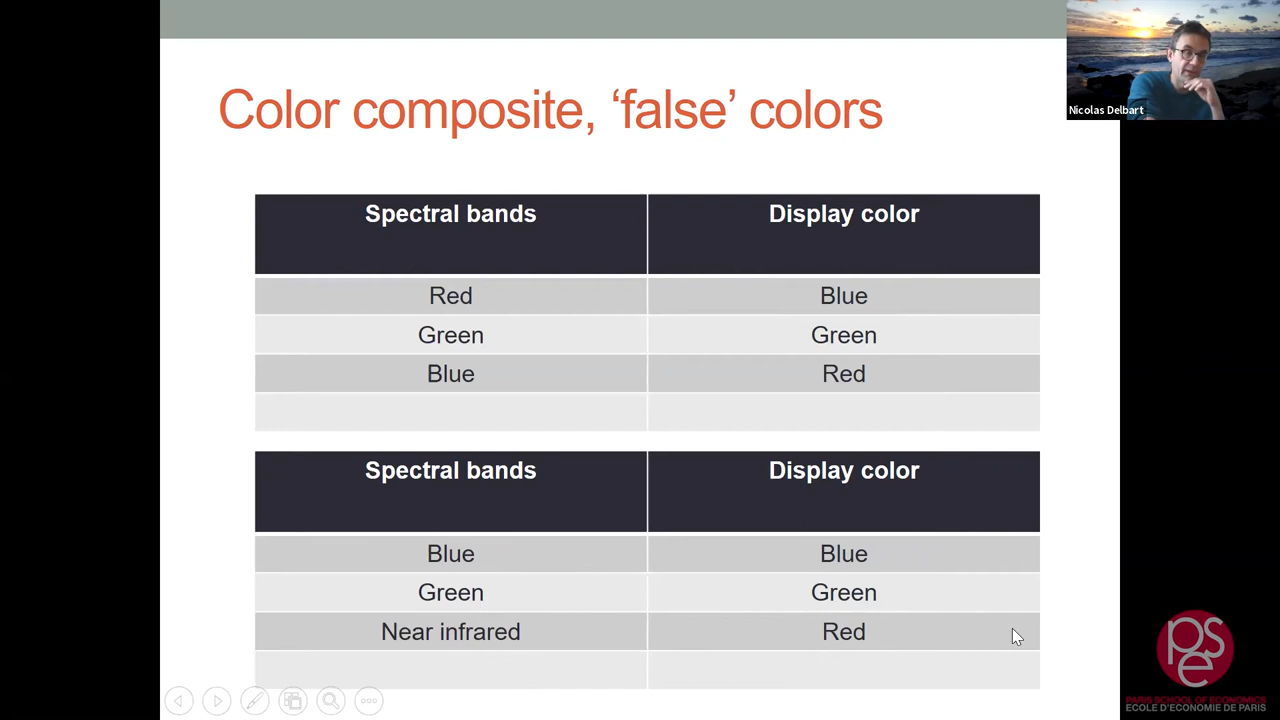 Color composite, ‘false’ colors
Nicolas Delbart
Spectral bands Display color
Red Blue
Green Green
Blue Red
Spectral bands Display color
Blue Blue
Green Green
Near infrared Red
pse
PARIS SCHOOL OF ECONOMICS
ECOLE D'ECONOMIE DE PARIS